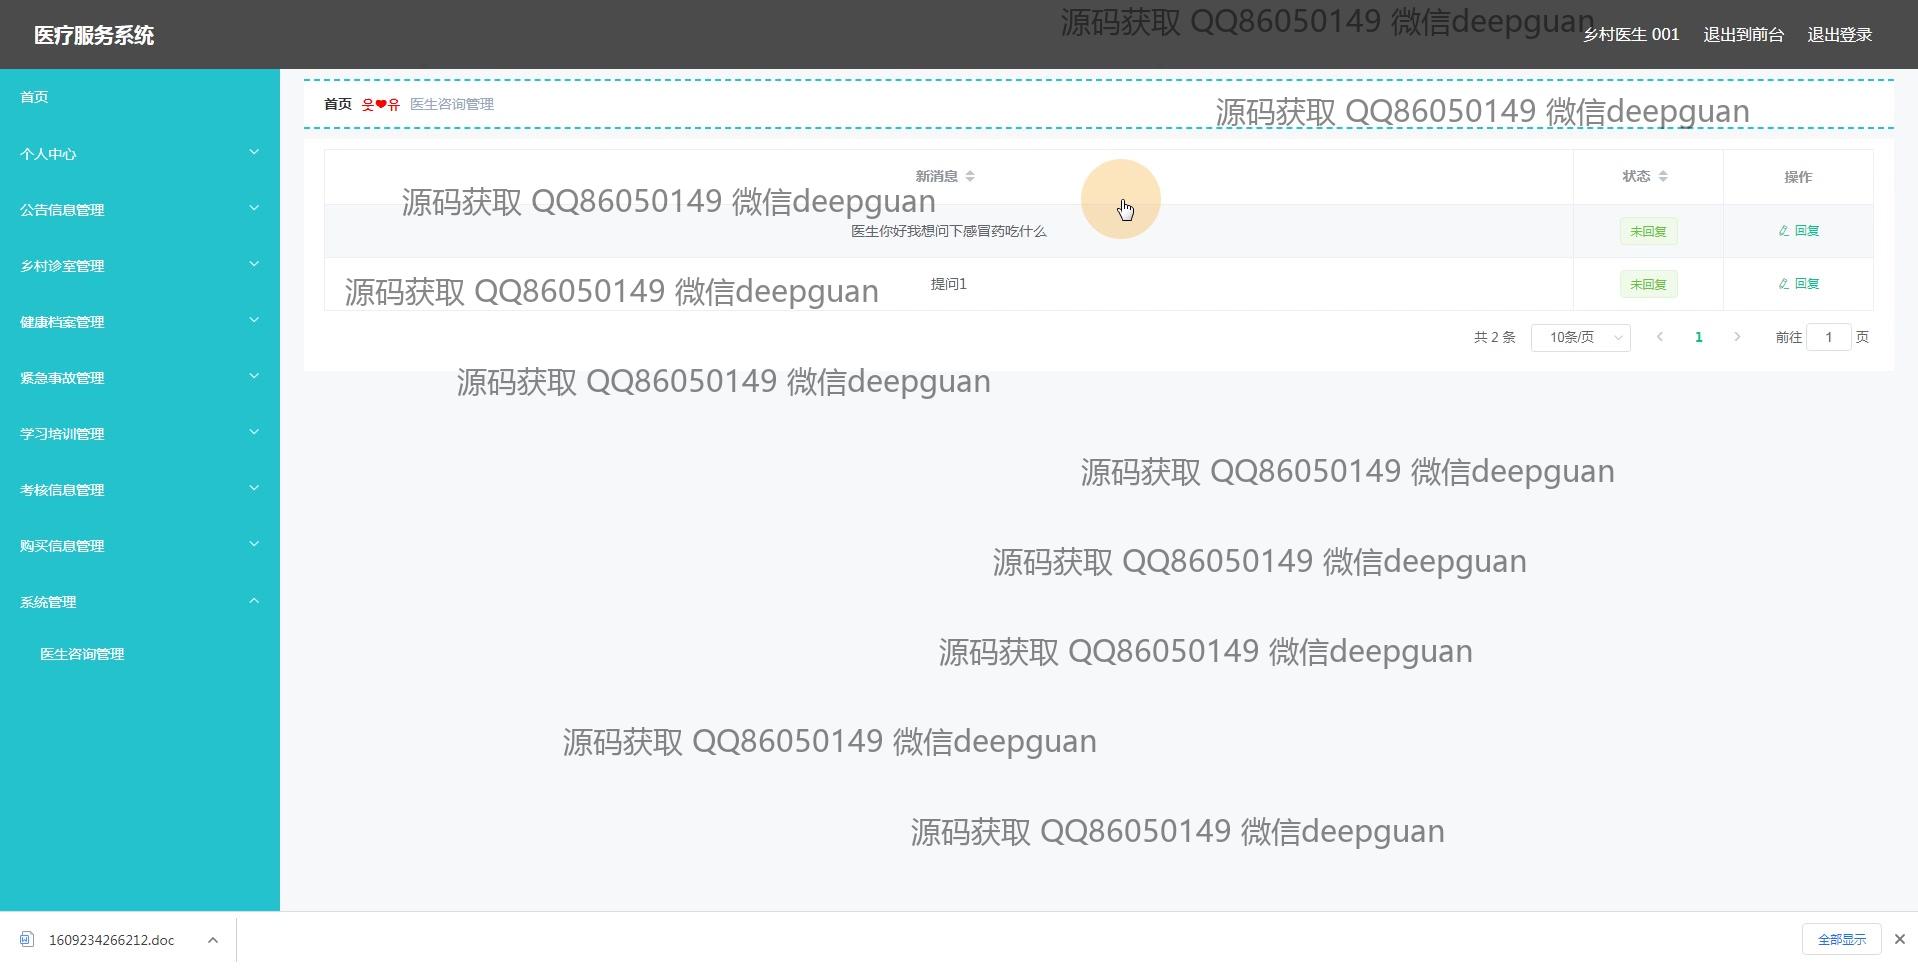 医疗服务系统
源码获取 QQ86050149 微信deepguan
乡村医生 001 退出到前台 退出登录
首页
个人中心
公告信息管理
乡村诊室管理
健康档案管理
紧急事故管理
学习培训管理
考核信息管理
购买信息管理
系统管理
医生咨询管理
首页 웃❤유 医生咨询管理
源码获取 QQ86050149 微信deepguan
新消息 状态 操作
源码获取 QQ86050149 微信deepguan
医生你好我想问下感冒药吃什么 未回复 回复
提问1 未回复 回复
源码获取 QQ86050149 微信deepguan
共 2 条 10条/页 1 前往 1 页
源码获取 QQ86050149 微信deepguan
源码获取 QQ86050149 微信deepguan
源码获取 QQ86050149 微信deepguan
源码获取 QQ86050149 微信deepguan
源码获取 QQ86050149 微信deepguan
源码获取 QQ86050149 微信deepguan
1609234266212.doc
全部显示